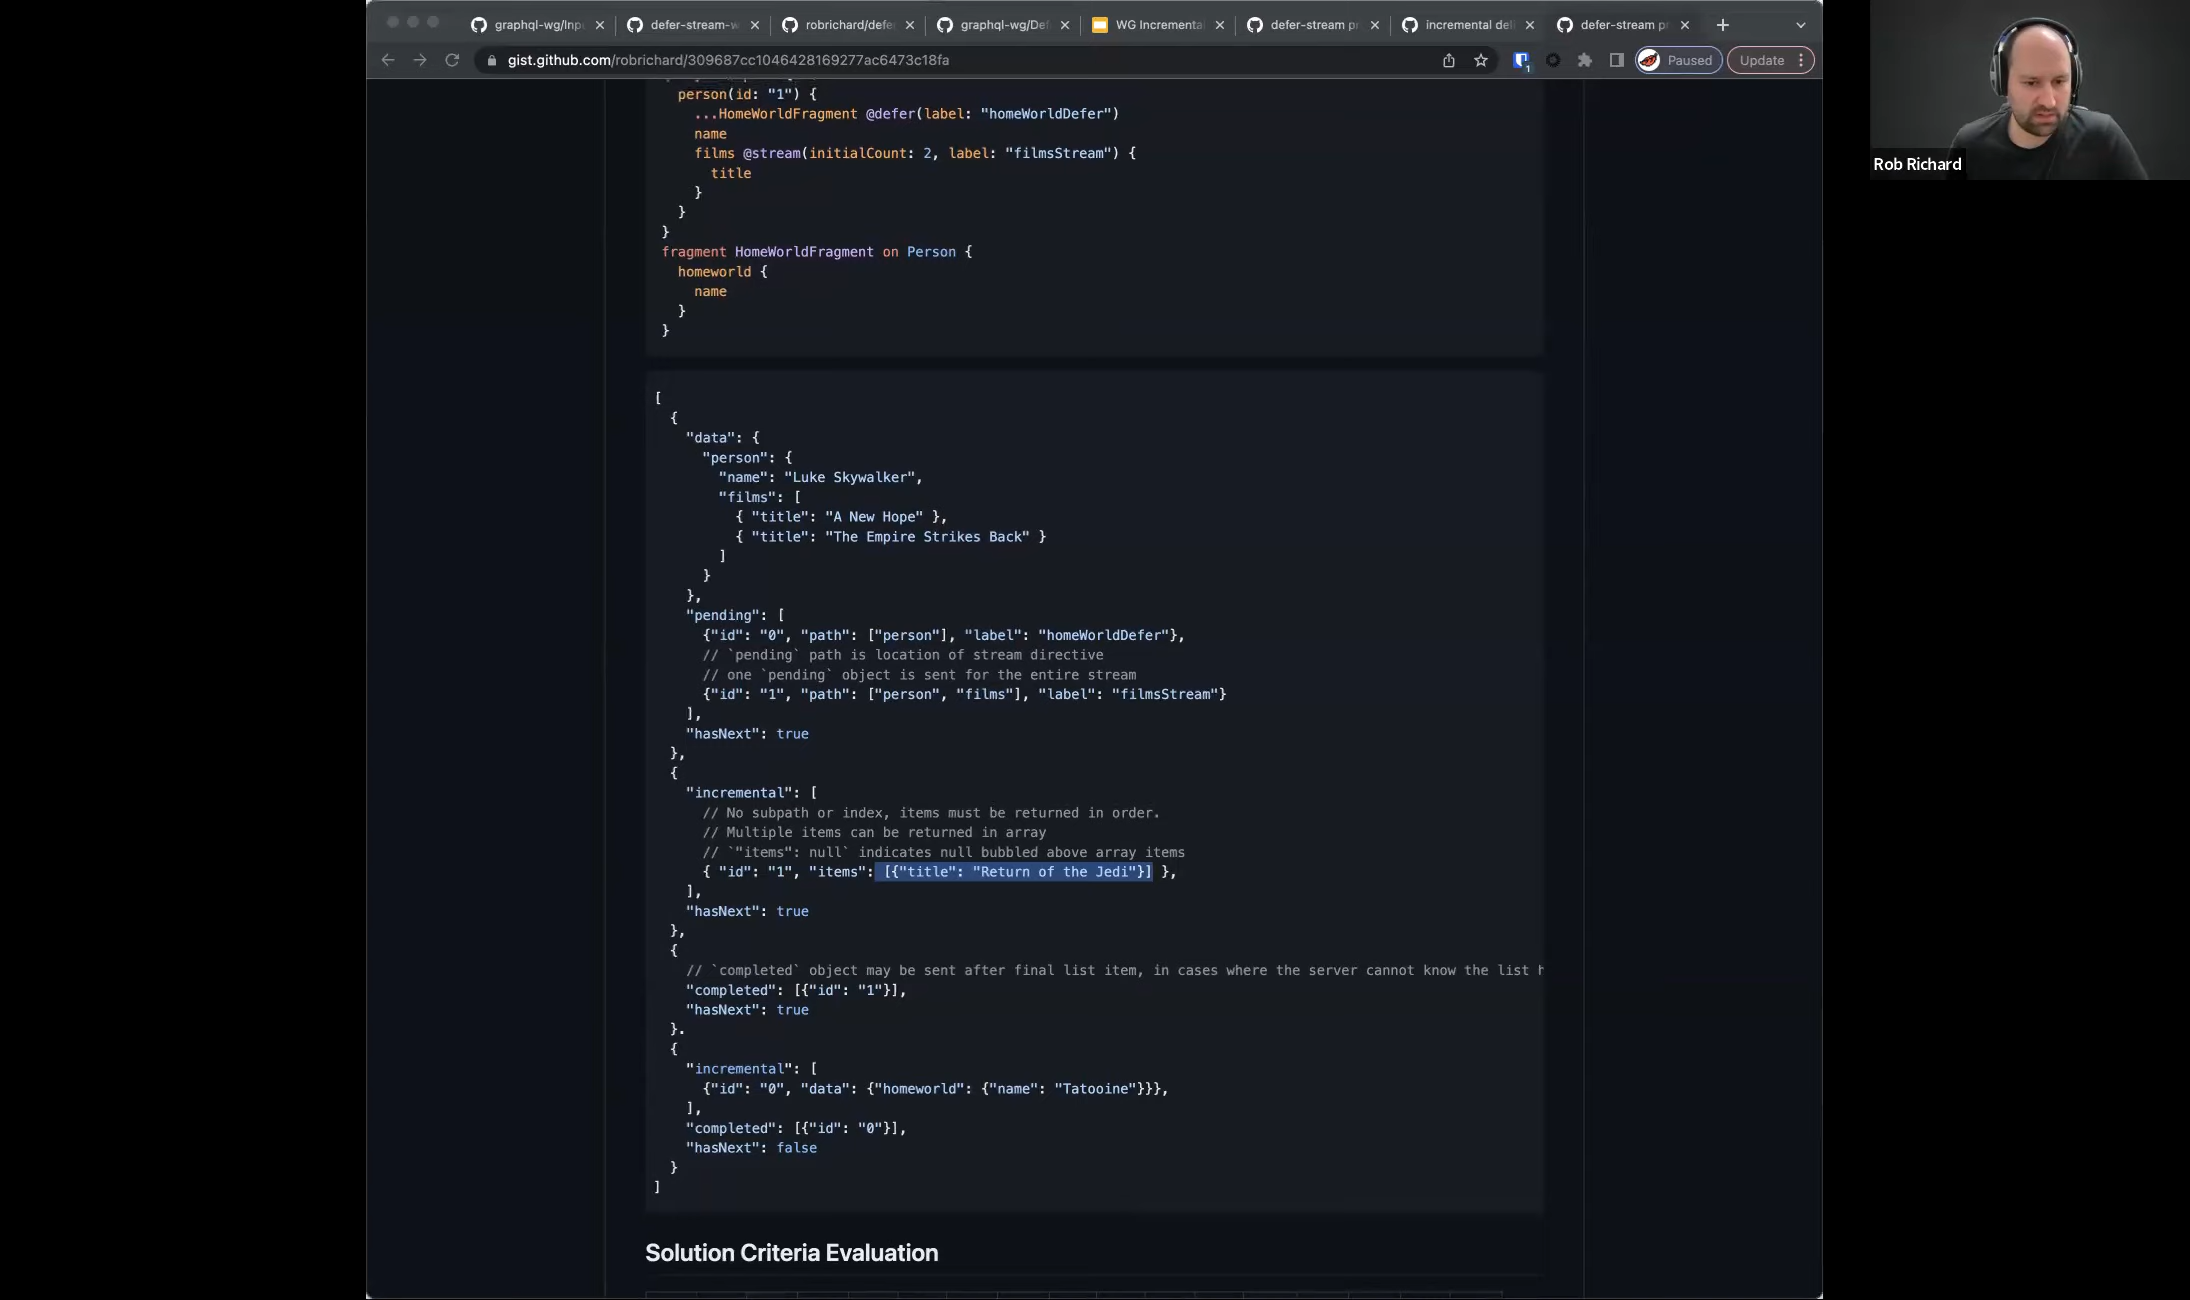 graphql-wg/Inp
defer-stream-w
robrichard/defe
graphql-wg/Def
WG Incrementa
defer-stream pr
incremental deli
defer-stream pr
gist.github.com/robrichard/309687cc1046428169277ac6473c18fa
1
Paused
Update
person(id: "1") {
...HomeWorldFragment @defer(label: "homeWorldDefer")
name
films @stream(initialCount: 2, label: "filmsStream") {
title
}
}
}
fragment HomeWorldFragment on Person {
homeworld {
name
}
}
[
{
"data": {
"person": {
"name": "Luke Skywalker",
"films": [
{ "title": "A New Hope" },
{ "title": "The Empire Strikes Back" }
]
}
},
"pending": [
{"id": "0", "path": ["person"], "label": "homeWorldDefer"},
// `pending` path is location of stream directive
// one `pending` object is sent for the entire stream
{"id": "1", "path": ["person", "films"], "label": "filmsStream"}
],
"hasNext": true
},
{
"incremental": [
// No subpath or index, items must be returned in order.
// Multiple items can be returned in array
// `"items": null` indicates null bubbled above array items
{ "id": "1", "items": [{"title": "Return of the Jedi"}] },
],
"hasNext": true
},
{
// `completed` object may be sent after final list item, in cases where the server cannot know the list h
"completed": [{"id": "1"}],
"hasNext": true
}.
{
"incremental": [
{"id": "0", "data": {"homeworld": {"name": "Tatooine"}}},
],
"completed": [{"id": "0"}],
"hasNext": false
}
]
Solution Criteria Evaluation
Rob Richard